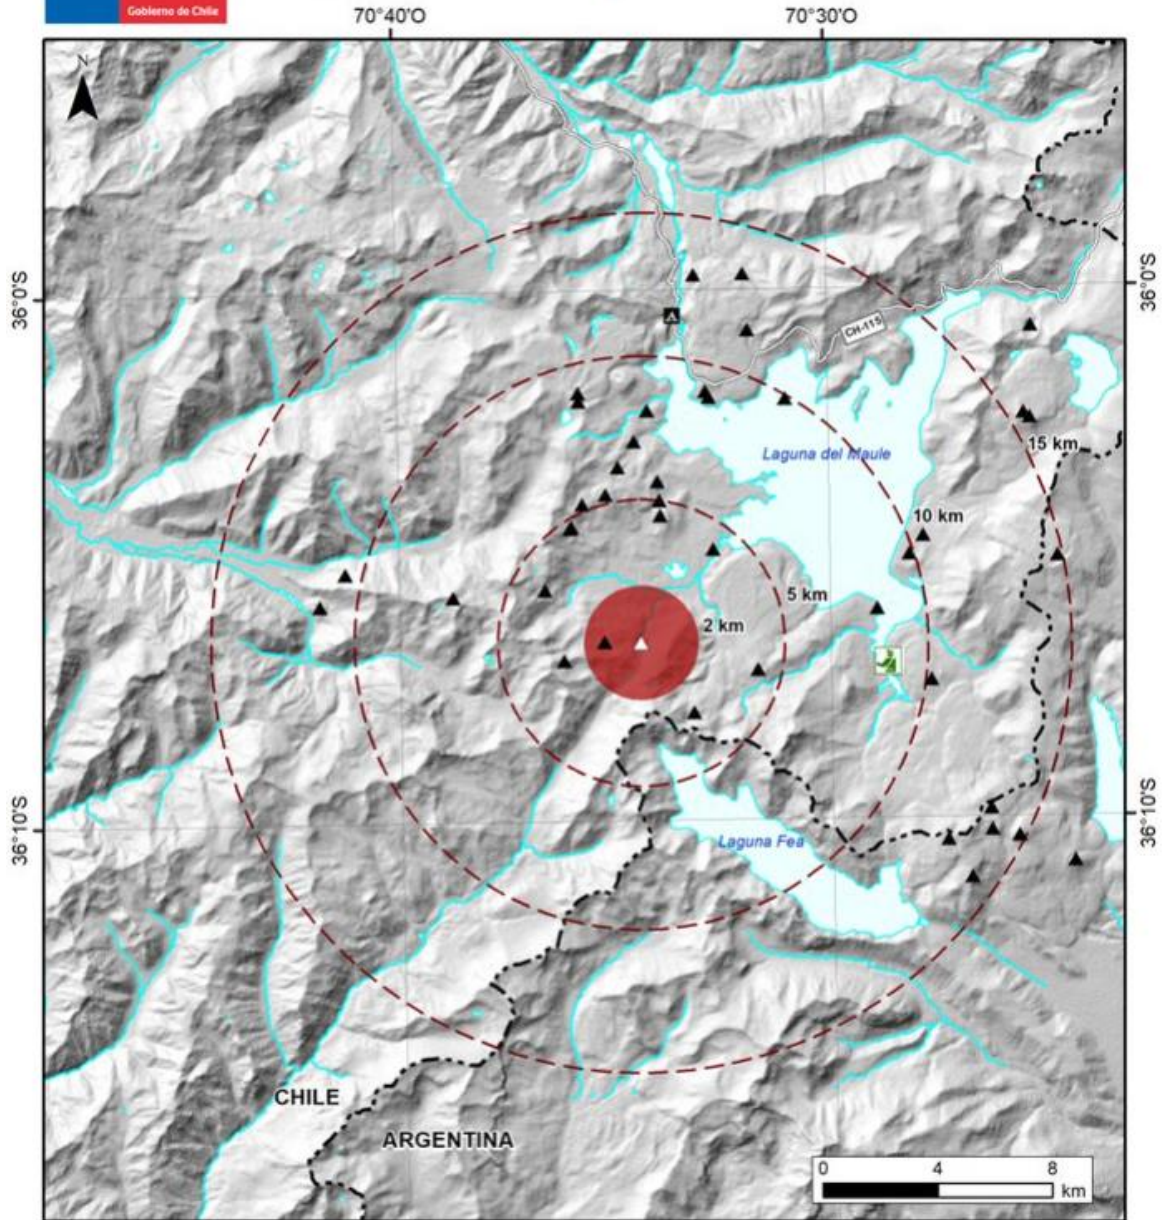 Gobierno de Chile
70°40'O
70°30'O
N
36°0'S
36°0'S
CH-115
15 km
Laguna del Maule
10 km
5 km
2 km
36°10'S
36°10'S
Laguna Fea
CHILE
ARGENTINA
0 4 8
km